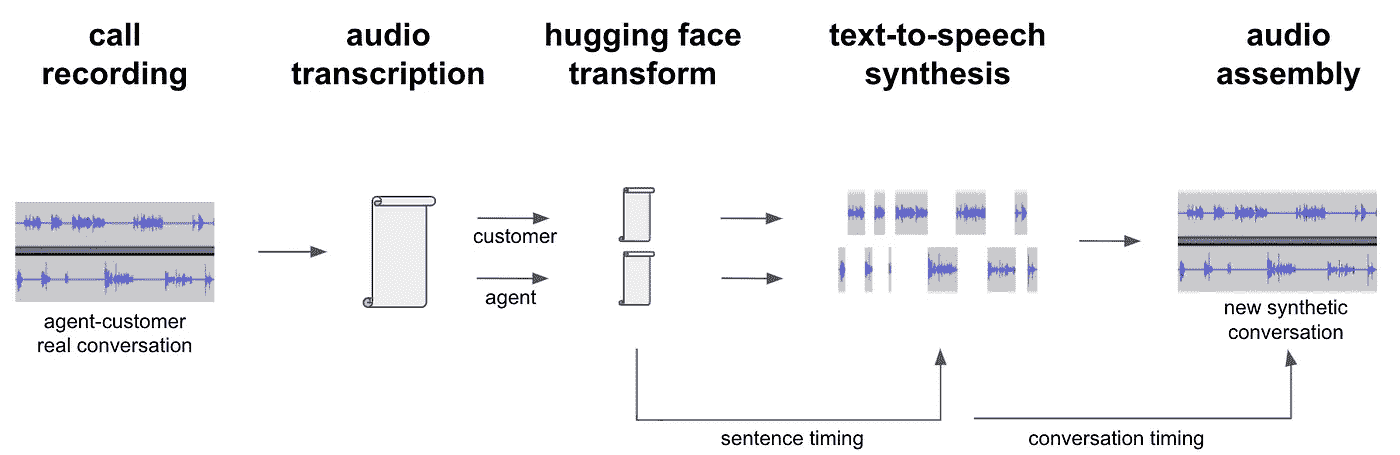 call
recording
audio
transcription
hugging face
transform
text-to-speech
synthesis
audio
assembly
customer
agent
agent-customer
real conversation
new synthetic
conversation
sentence timing
conversation timing